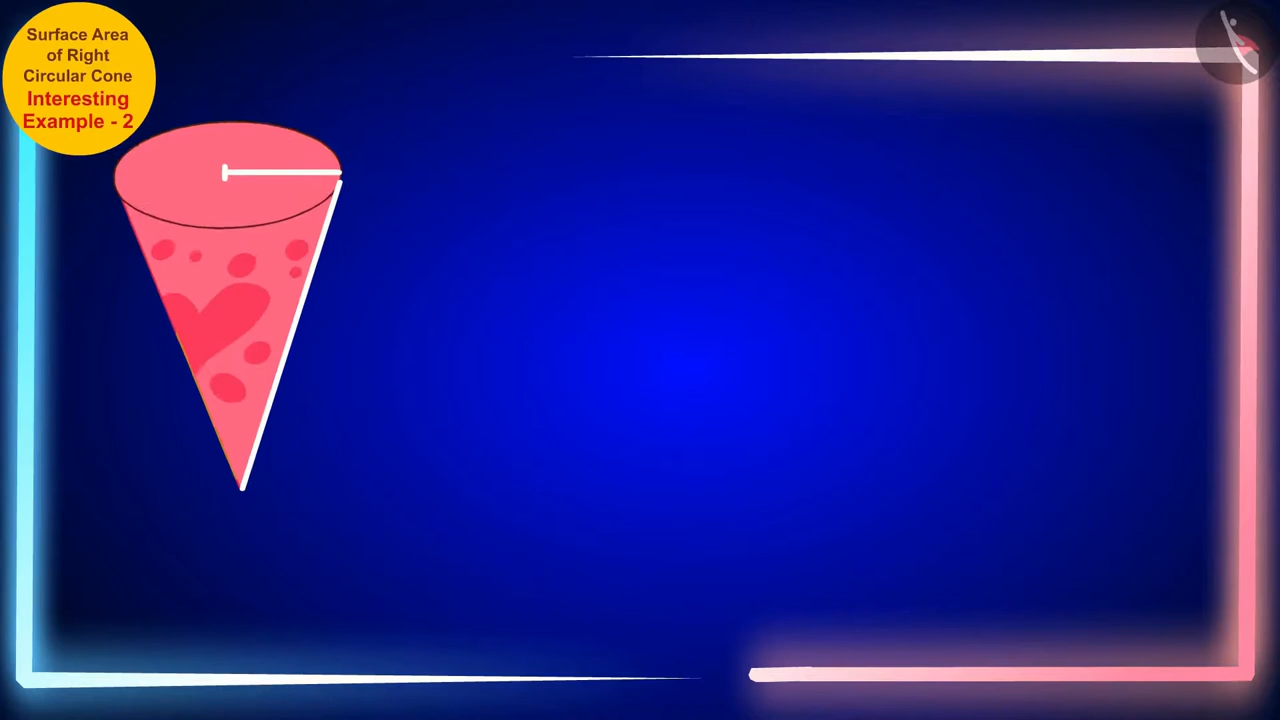 Surface Area
of Right
Circular Cone
Interesting
Example - 2